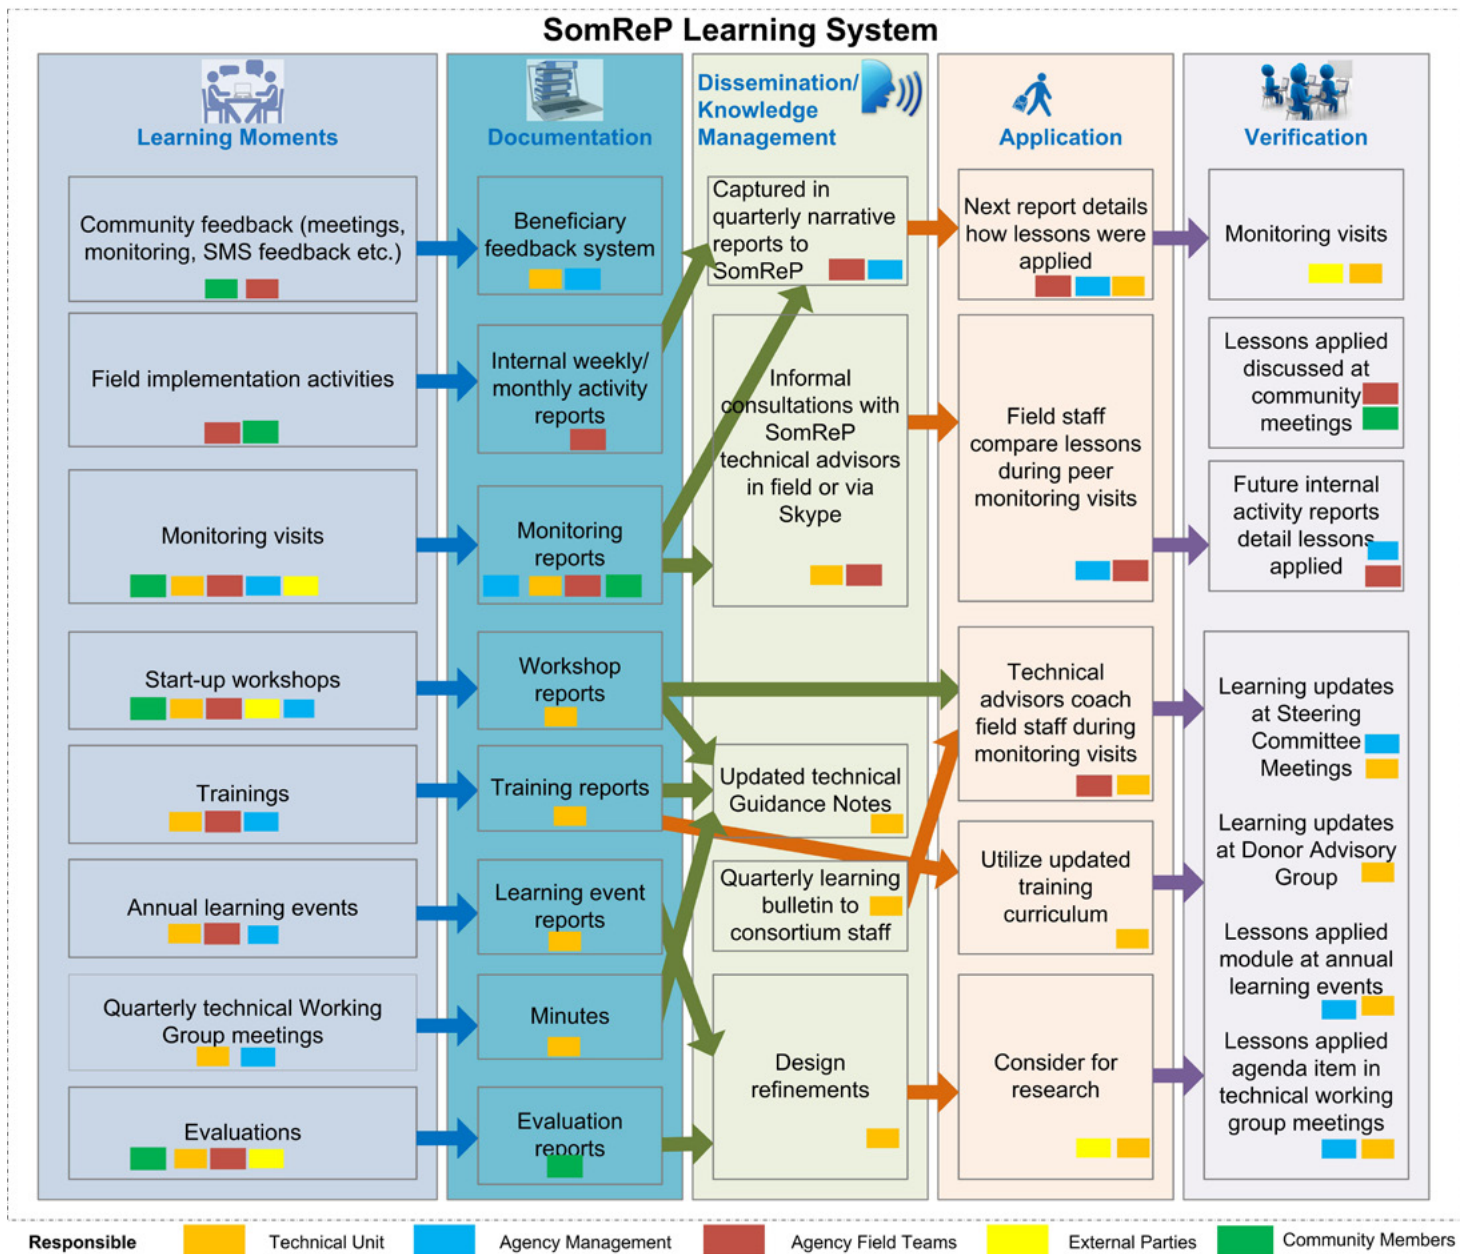 SomReP Learning System
Learning Moments
Community feedback (meetings,
monitoring, SMS feedback etc.)
Field implementation activities
Monitoring visits
Start-up workshops
Trainings
Annual learning events
Quarterly technical Working
Group meetings
Evaluations
Documentation
Beneficiary
feedback system
Internal weekly/
monthly activity
reports
Monitoring
reports
Workshop
reports
Training reports
Learning event
reports
Minutes
Evaluation
reports
Dissemination/
Knowledge
Management
Captured in
quarterly narrative
reports to
SomReP
Informal
consultations with
SomReP
technical advisors
in field or via
Skype
Updated technical
Guidance Notes
Quarterly learning
bulletin to
consortium staff
Design
refinements
Application
Next report details
how lessons were
applied
Field staff
compare lessons
during peer
monitoring visits
Technical
advisors coach
field staff during
monitoring visits
Utilize updated
training
curriculum
Consider for
research
Verification
Monitoring visits
Lessons applied
discussed at
community
meetings
Future internal
activity reports
detail lessons
applied
Learning updates
at Steering
Committee
Meetings
Learning updates
at Donor Advisory
Group
Lessons applied
module at annual
learning events
Lessons applied
agenda item in
technical working
group meetings
Responsible
Technical Unit
Agency Management
Agency Field Teams
External Parties
Community Members